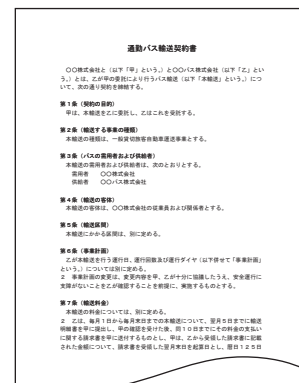 通勤バス輸送契約書
○○株式会社と（以下「甲」という。）と○○バス株式会社（以下「乙」とい
う。）とは、乙が甲の委託により行うバス輸送（以下「本輸送」という。）につ
いて、次の通り契約を締結する。
第１条（契約の目的）
甲は、本輸送を乙に委託し、乙はこれを受託する。
第２条（輸送する事業の種類）
本輸送の種類は、一般貸切旅客自動車運送事業とする。
第３条（バスの需用者および供給者）
本輸送の需用者および供給者は、次のとおりとする。
需用者　○○株式会社
供給者　○○バス株式会社
第４条（輸送の客体）
本輸送の客体は、○○株式会社の従業員および関係者とする。
第５条（輸送区間）
本輸送にかかる区間は、別に定める。
第６条（事業計画）
乙が本輸送を行う運行日、運行回数及び運行ダイヤ（以下併せて「事業計画」
という。）については別に定める。
２　事業計画の変更は、変更内容を甲、乙が十分に協議したうえ、安全運行に
支障がないことを乙が確認することを前提に、実施するものとする。
第７条（輸送料金）
本輸送の料金については、別に定める。
２　乙は、毎月１日から毎月末日までの本輸送について、翌月５日までに輸送
明細書を甲に提出し、甲の確認を受けた後、同１０日までにその料金の支払い
に関する請求書を甲に送付するものとし、甲は、乙から受領した請求書に記載
された金額について、請求書を受領した翌月末日を起算日とし、暦日１２５日